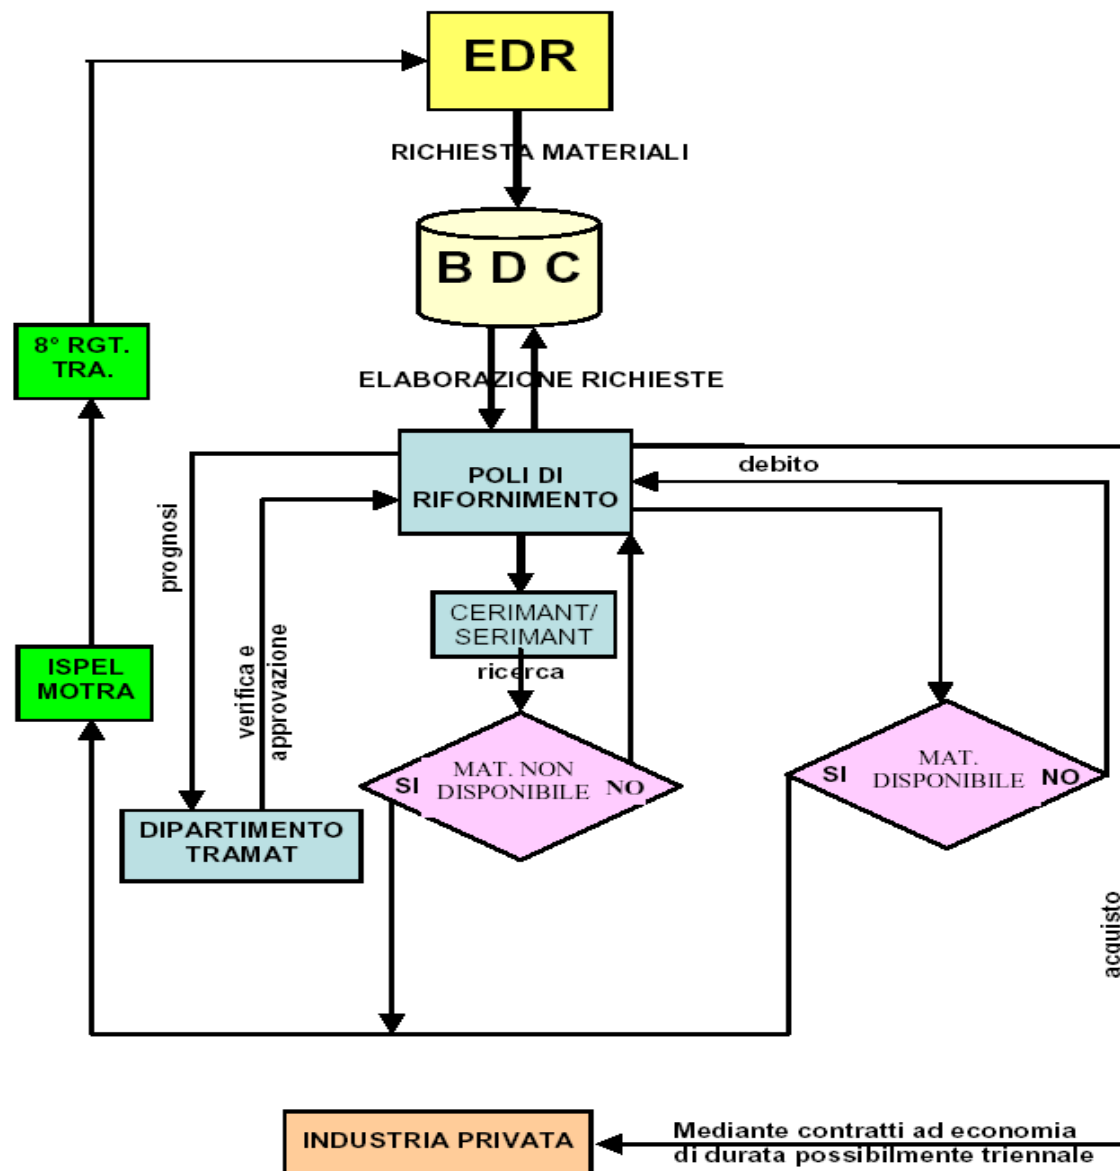 EDR
RICHIESTA MATERIALI
B D C
8° RGT.
TRA.
ELABORAZIONE RICHIESTE
POLI DI
RIFORNIMENTO
debito
prognosi
verifica e
approvazione
CERIMANT/
SERIMANT
ricerca
ISPEL
MOTRA
SI
MAT. NON
DISPONIBILE
NO
SI
MAT.
DISPONIBILE
NO
DIPARTIMENTO
TRAMAT
acquisto
INDUSTRIA PRIVATA
Mediante contratti ad economia
di durata possibilmente triennale